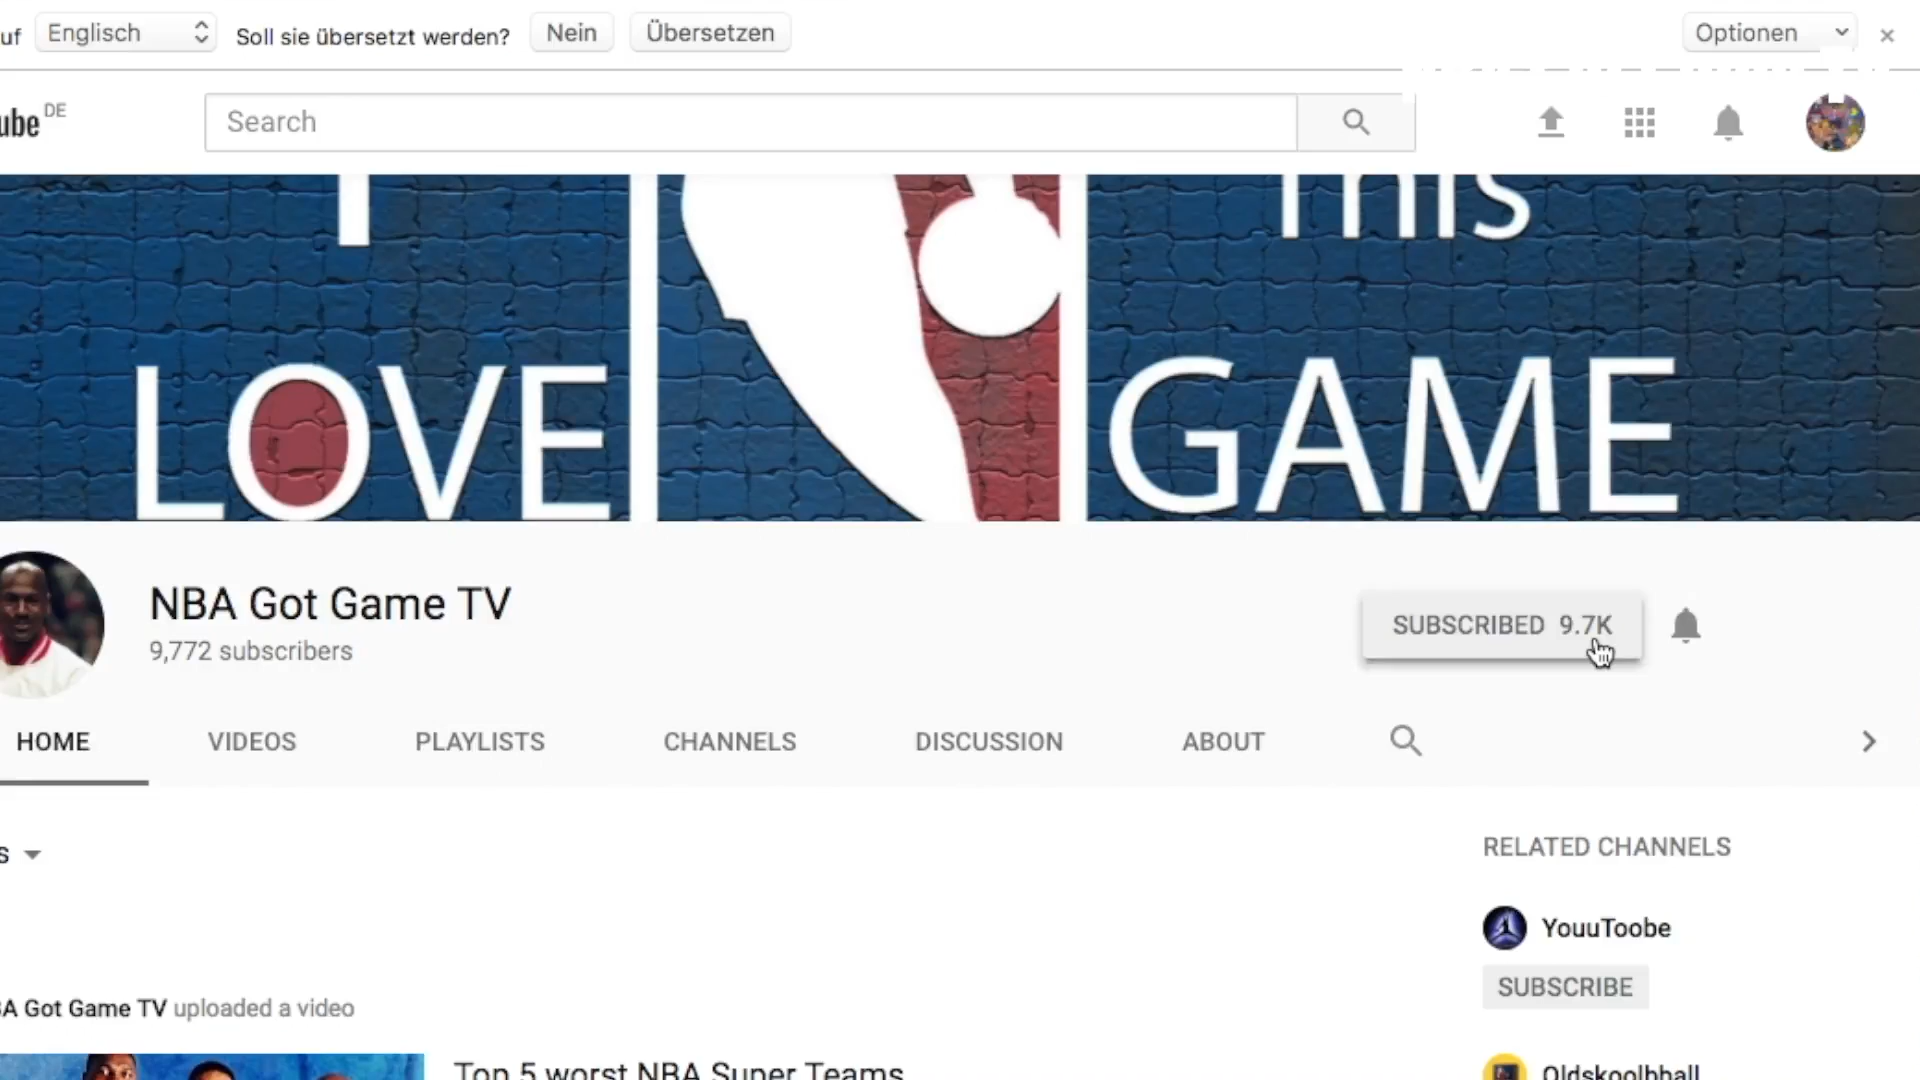 uf Englisch Soll sie übersetzt werden? Nein Übersetzen Optionen
ube DE Search
I This
LOVE GAME
NBA Got Game TV
9,772 subscribers
SUBSCRIBED 9.7K
HOME VIDEOS PLAYLISTS CHANNELS DISCUSSION ABOUT
s
RELATED CHANNELS
YouuToobe
SUBSCRIBE
A Got Game TV uploaded a video
Top 5 worst NBA Super Teams
Oldskoolbball